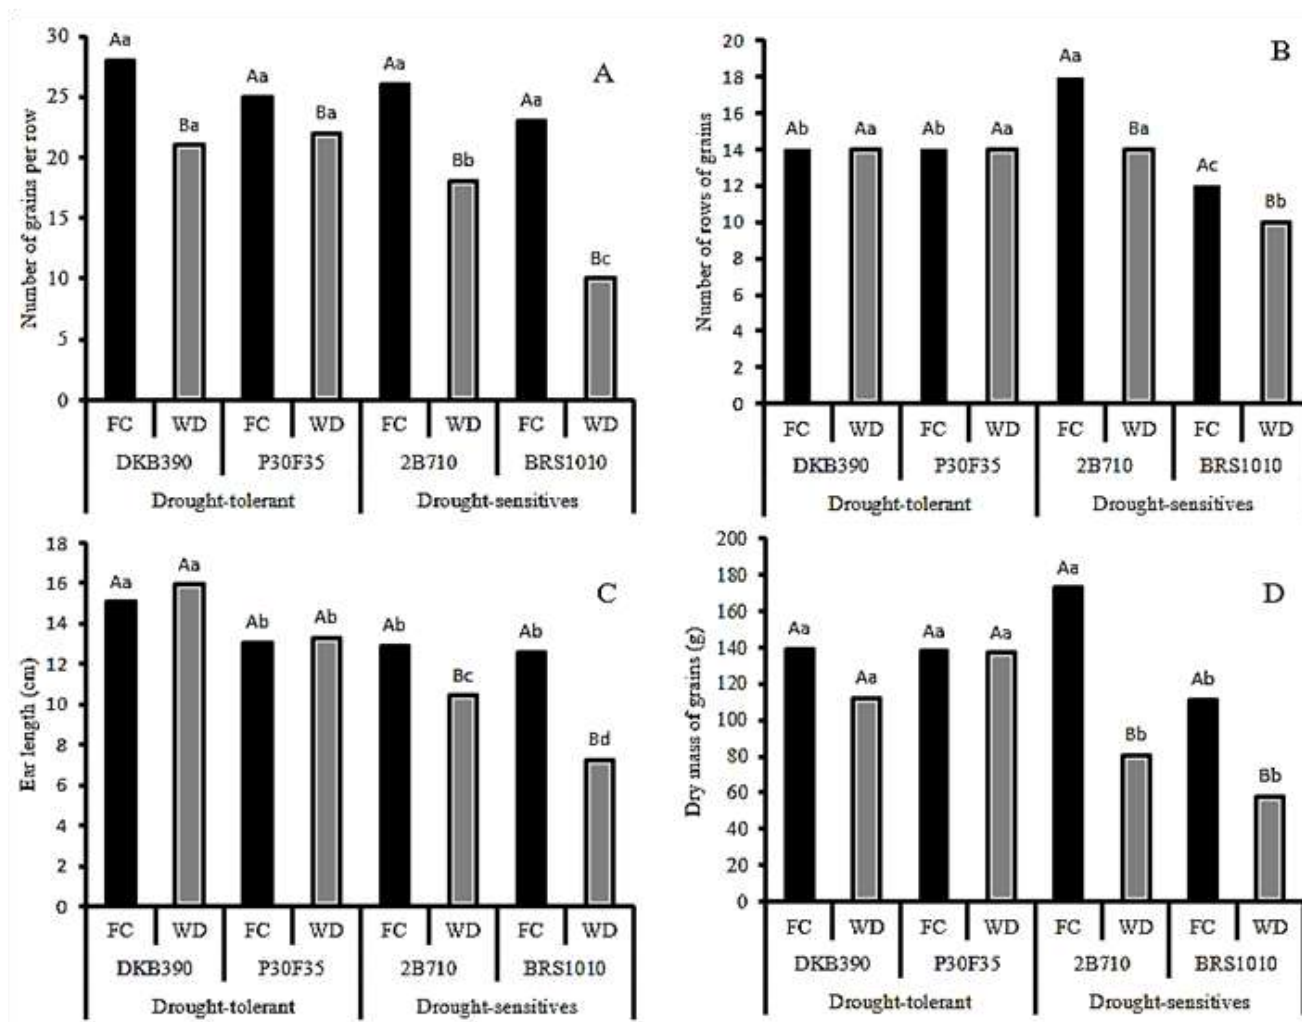 Number of grains per row
30
25
20
15
10
5
0
Aa
Ba
Aa
Ba
Aa
Bb
Aa
Bc
A
FC WD FC WD FC WD FC WD
DKB390 P30F35 2B710 BRS1010
Drought-tolerant Drought-sensitives
Number of rows of grains
20
18
16
14
12
10
8
6
4
2
0
Ab
Aa
Ab
Aa
Aa
Ba
Ac
Bb
B
FC WD FC WD FC WD FC WD
DKB390 P30F35 2B710 BRS1010
Drought-tolerant Drought-sensitives
Ear length (cm)
18
16
14
12
10
8
6
4
2
0
Aa
Aa
Ab
Ab
Ab
Bc
Ab
Bd
C
FC WD FC WD FC WD FC WD
DKB390 P30F35 2B710 BRS1010
Drought-tolerant Drought-sensitives
Dry mass of grains (g)
200
180
160
140
120
100
80
60
40
20
0
Aa
Aa
Aa
Aa
Aa
Bb
Ab
Bb
D
FC WD FC WD FC WD FC WD
DKB390 P30F35 2B710 BRS1010
Drought-tolerant Drought-sensitives